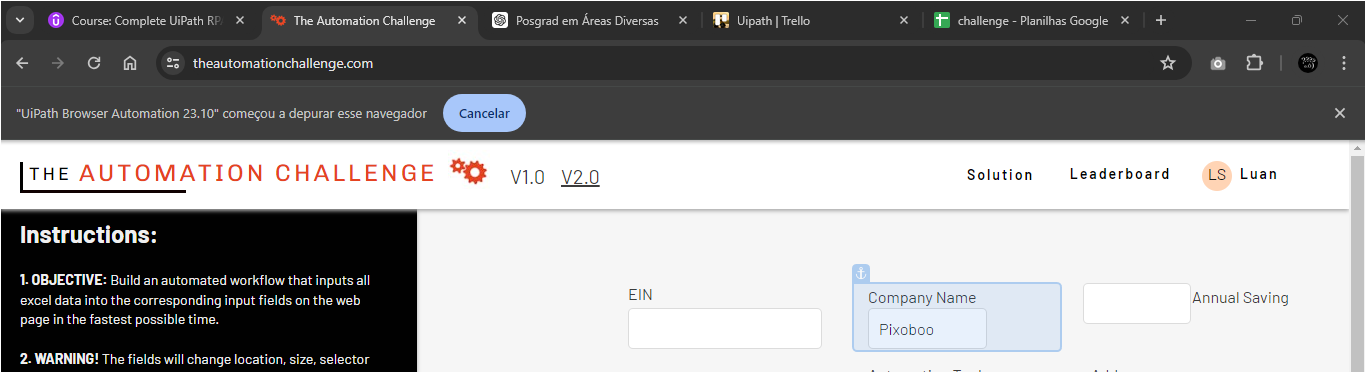 Course: Complete UiPath RP
The Automation Challenge
Posgrad em Áreas Diversas
Uipath | Trello
challenge - Planilhas Google
theautomationchallenge.com
"UiPath Browser Automation 23.10" começou a depurar esse navegador
Cancelar
THE AUTOMATION CHALLENGE
V1.0
V2.0
Solution
Leaderboard
LS
Luan
Instructions:
1. OBJECTIVE: Build an automated workflow that inputs all
excel data into the corresponding input fields on the web
page in the fastest possible time.
2. WARNING! The fields will change location, size, selector
EIN
Company Name
Pixoboo
Annual Saving